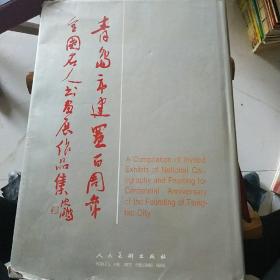 青岛市建置百周年
全国名人书画展作品集
A Compilation of Invited
Exhibits of National Cal-
igraphy and Painting for
Centennial Anniversary
of the Founding of Tsing-
tao City
人民美术出版社